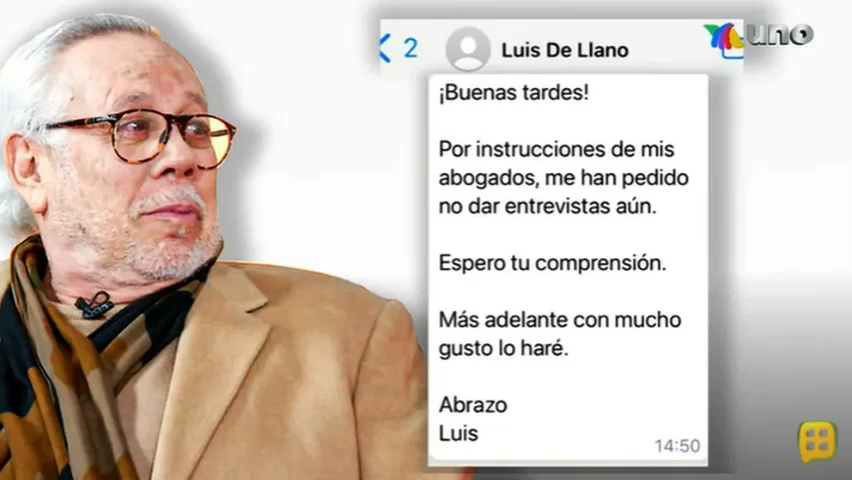 2 Luis De Llano
uno
¡Buenas tardes!
Por instrucciones de mis
abogados, me han pedido
no dar entrevistas aún.
Espero tu comprensión.
Más adelante con mucho
gusto lo haré.
Abrazo
Luis
14:50